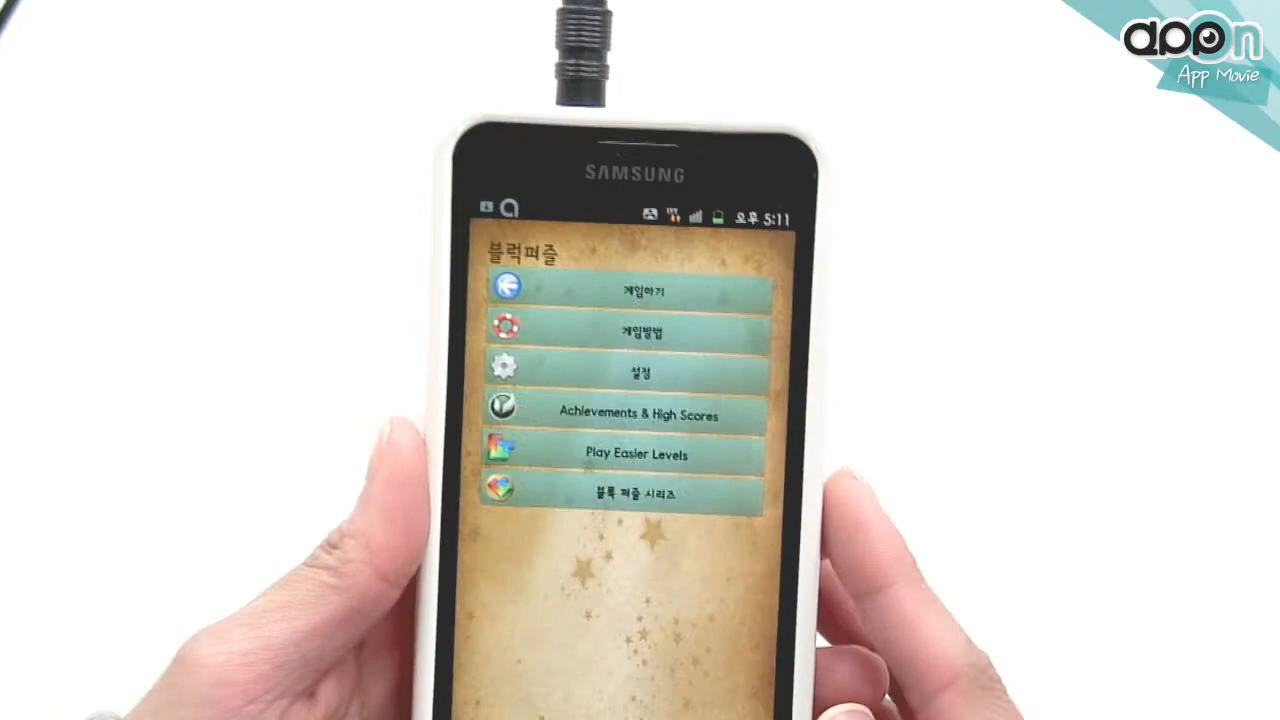 appOn
App Movie
SAMSUNG
오후 5:11
블럭퍼즐
게임하기
게임방법
설정
Achievements & High Scores
Play Easier Levels
블록 퍼즐 시리즈